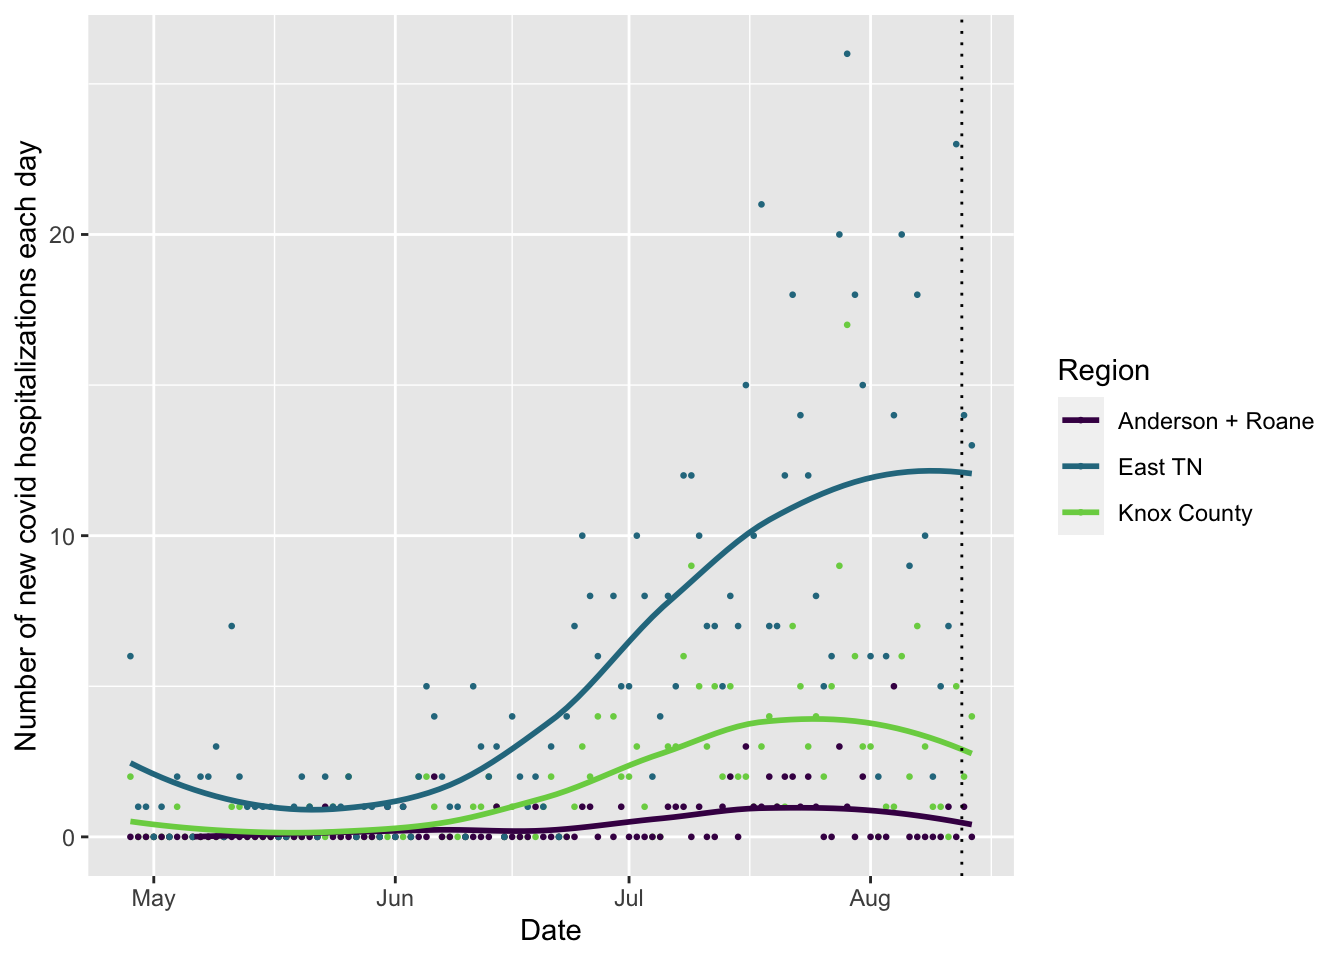 Number of new covid hospitalizations each day
20
10
0
May
Jun
Jul
Aug
Date
Region
Anderson + Roane
East TN
Knox County